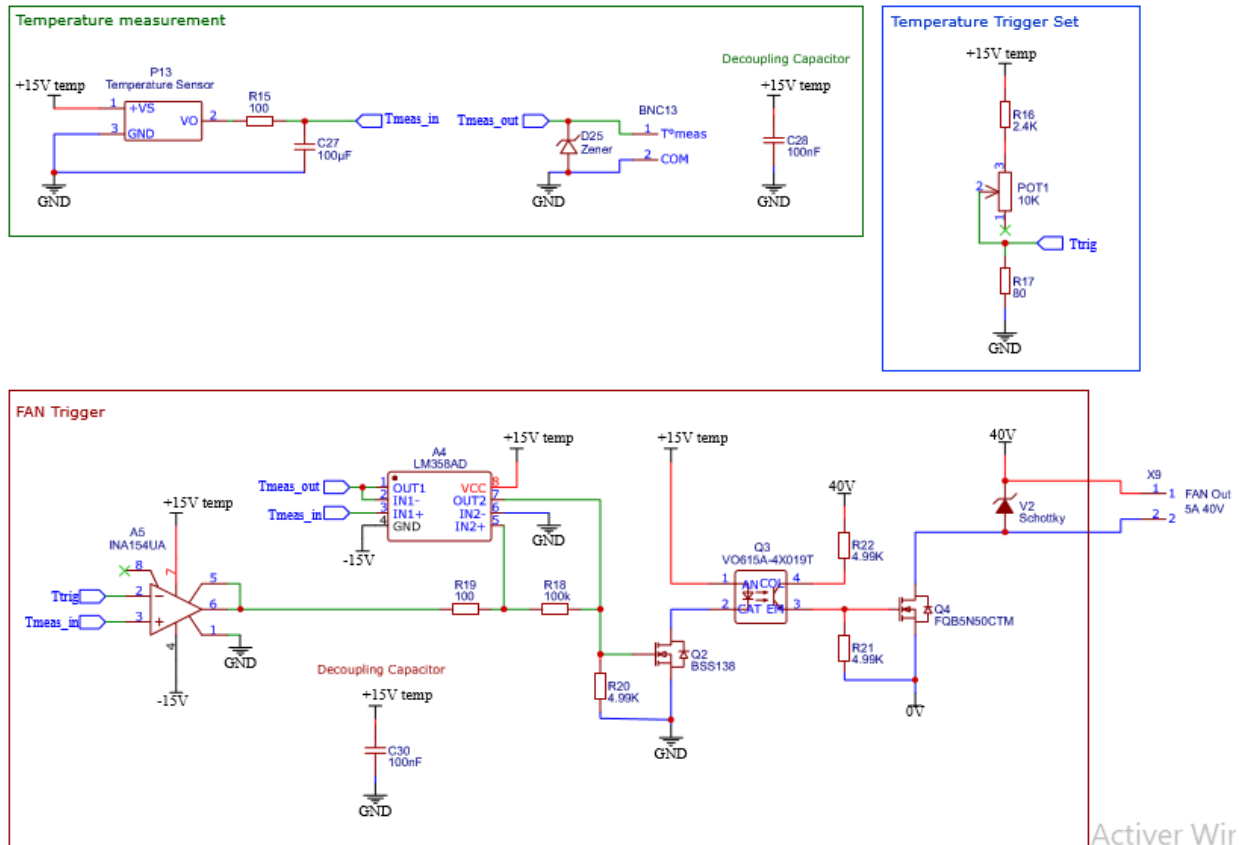 Temperature measurement
+15V temp
P13
Temperature Sensor
1
+VS
VO
2
3
GND
R15
100
C27
100µF
Tmeas_in
GND
Tmeas_out
D25
Zener
BNC13
1
T°meas
2
COM
GND
Decoupling Capacitor
+15V temp
C28
100nF
GND
Temperature Trigger Set
+15V temp
R16
2.4K
3
2
POT1
10K
1
Ttrig
R17
80
GND
FAN Trigger
+15V temp
A5
INA154UA
8
7
5
Ttrig
2
6
Tmeas_in
3
1
4
GND
-15V
A4
LM358AD
+15V temp
Tmeas_out
1
OUT1
VCC
8
2
IN1-
OUT2
7
Tmeas_in
3
IN1+
IN2-
6
4
GND
IN2+
5
-15V
GND
R19
100
R18
100k
Decoupling Capacitor
+15V temp
C30
100nF
GND
R20
4.99K
Q2
BSS138
GND
+15V temp
Q3
VO615A-4X019T
1
AN
COL
4
2
CAT
EM
3
40V
R22
4.99K
R21
4.99K
Q4
FQB5N50CTM
0V
40V
V2
Schottky
X9
1
1
FAN Out
5A 40V
2
2
Activer Wir